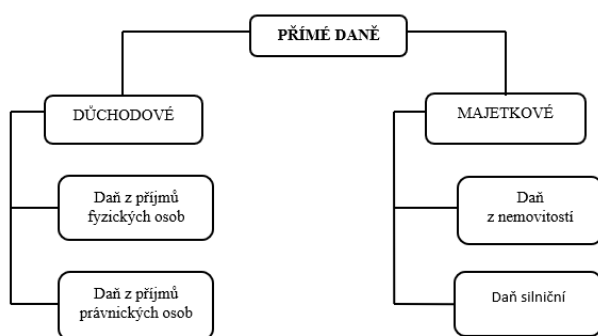 PŘÍMÉ DANĚ
DŮCHODOVÉ
MAJETKOVÉ
Daň z příjmů
fyzických osob
Daň
z nemovitostí
Daň z příjmů
právnických osob
Daň silniční